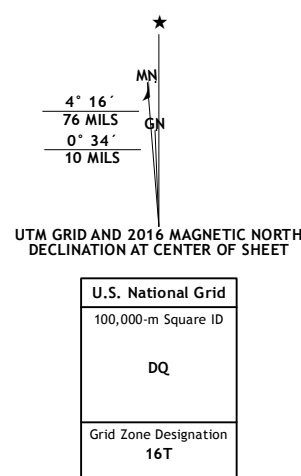 MN
4° 16´
76 MILS
GN
0° 34´
10 MILS
UTM GRID AND 2016 MAGNETIC NORTH
DECLINATION AT CENTER OF SHEET
U.S. National Grid
100,000-m Square ID
DQ
Grid Zone Designation
16T